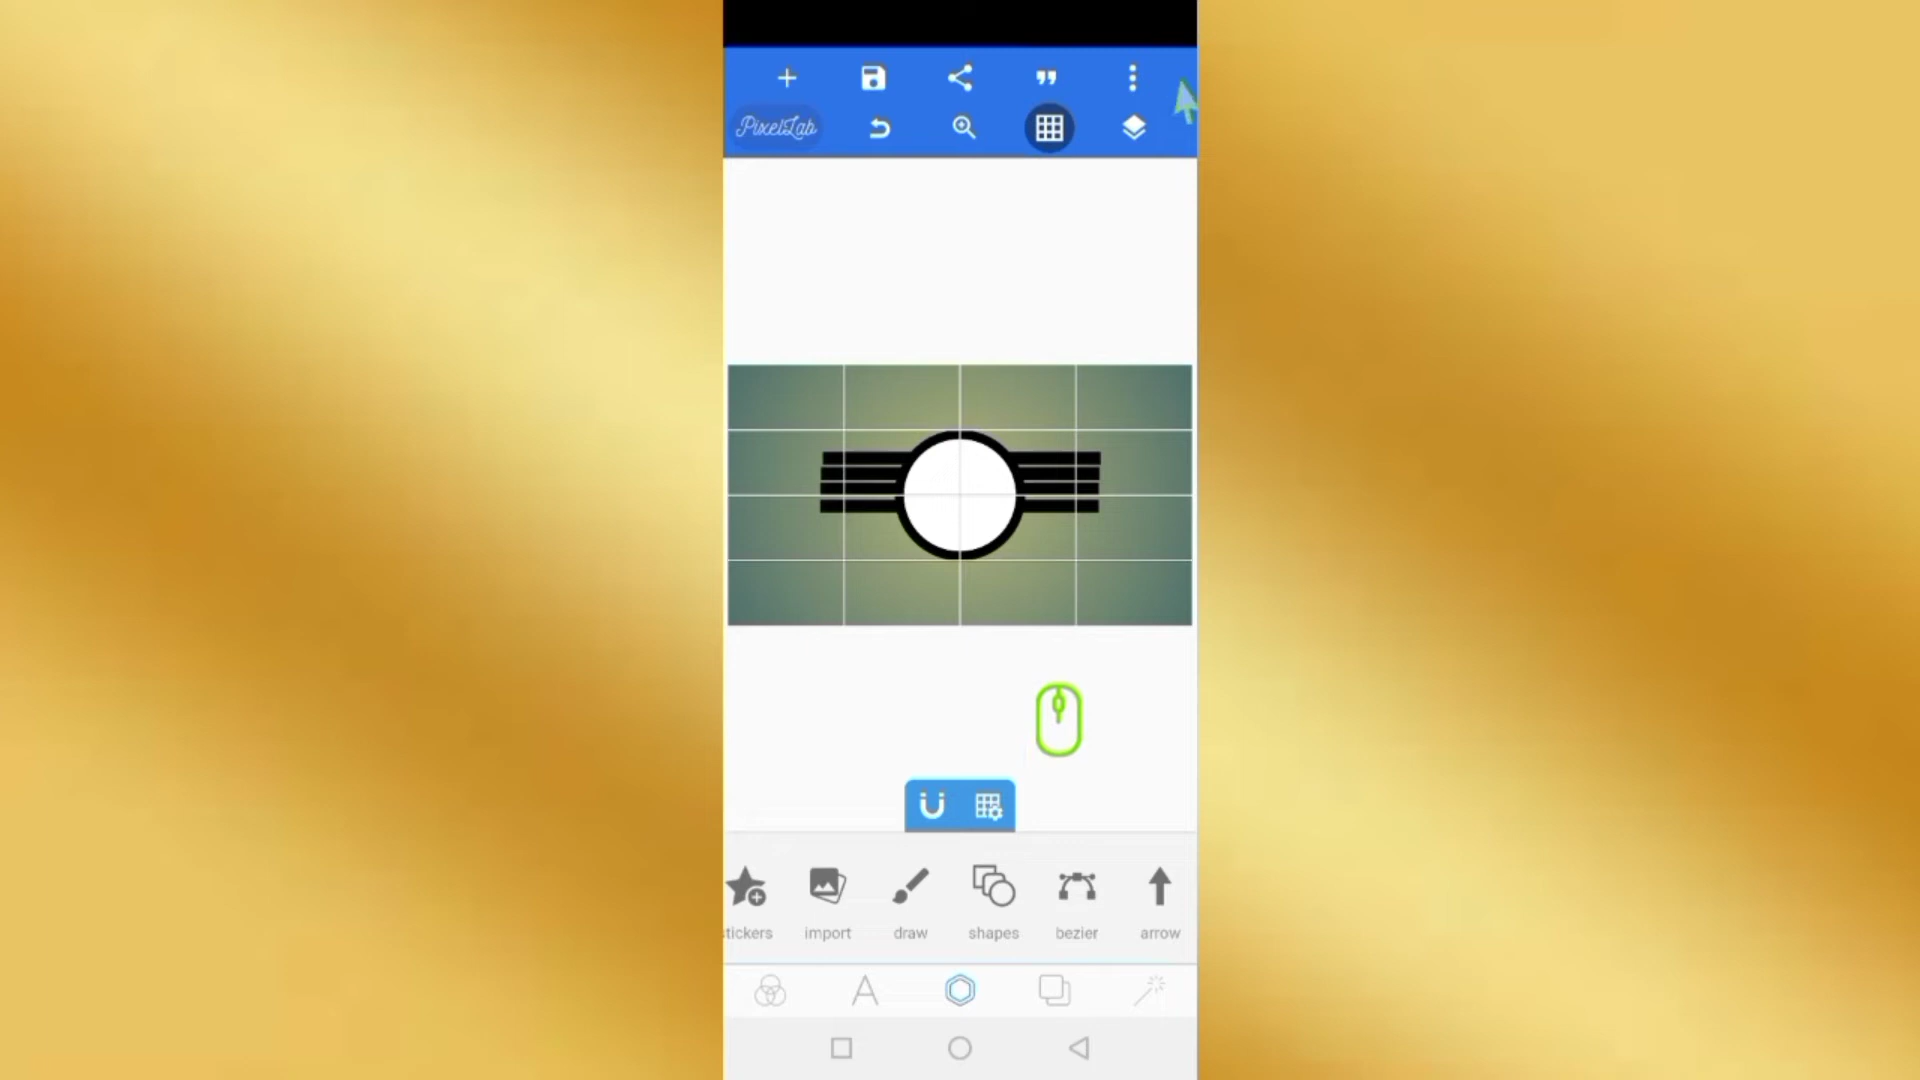 PixelLab
tickers
import
draw
shapes
bezier
arrow